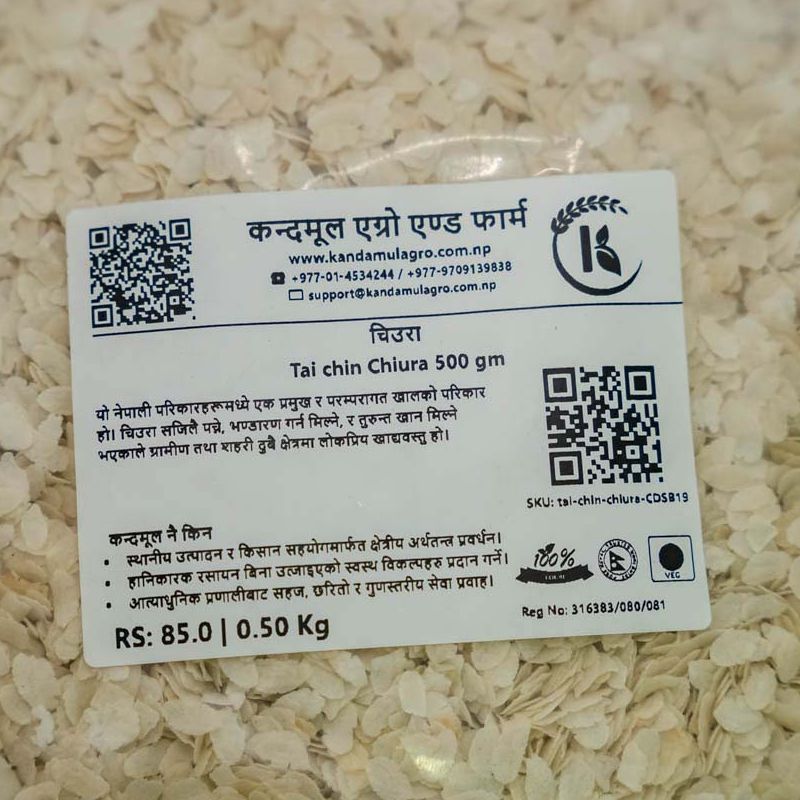 कन्दमूल एग्रो एण्ड फार्म
www.kandamulagro.com.np
+977-01-4534244 / +977-9709139838
support@kandamulagro.com.np
चिउरा
Tai chin Chiura 500 gm
यो नेपाली परिकारहरूमध्ये एक प्रमुख र परम्परागत खालको परिकार
हो। चिउरा सजिलै पच्ने, भण्डारण गर्न मिल्ने, र तुरुन्त खान मिल्ने
भएकाले ग्रामीण तथा शहरी दुबै क्षेत्रमा लोकप्रिय खाद्यवस्तु हो।
SKU: tai-chin-chiura-CDSB19
कन्दमूल नै किन
• स्थानीय उत्पादन र किसान सहयोगमार्फत क्षेत्रीय अर्थतन्त्र प्रवर्धन।
• हानिकारक रसायन बिना उत्जाइएको स्वस्थ विकल्पहरु प्रदान गर्ने।
• आत्याधुनिक प्रणालीबाट सहज, छरितो र गुणस्तरीय सेवा प्रवाह।
100%
VEG
Reg No: 316383/080/081
RS: 85.0 | 0.50 Kg